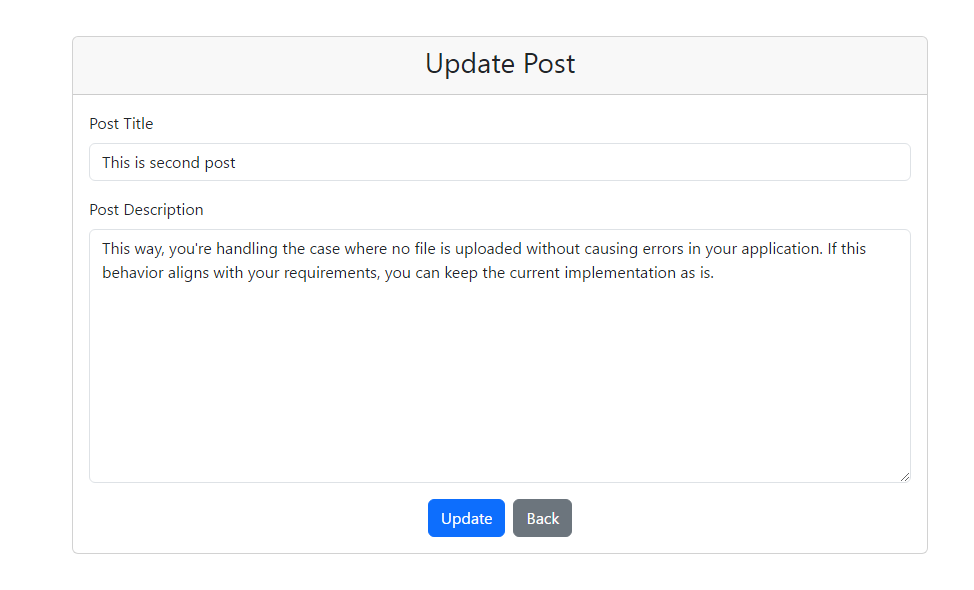 Update Post
Post Title
This is second post
Post Description
This way, you're handling the case where no file is uploaded without causing errors in your application. If this
behavior aligns with your requirements, you can keep the current implementation as is.
Update Back